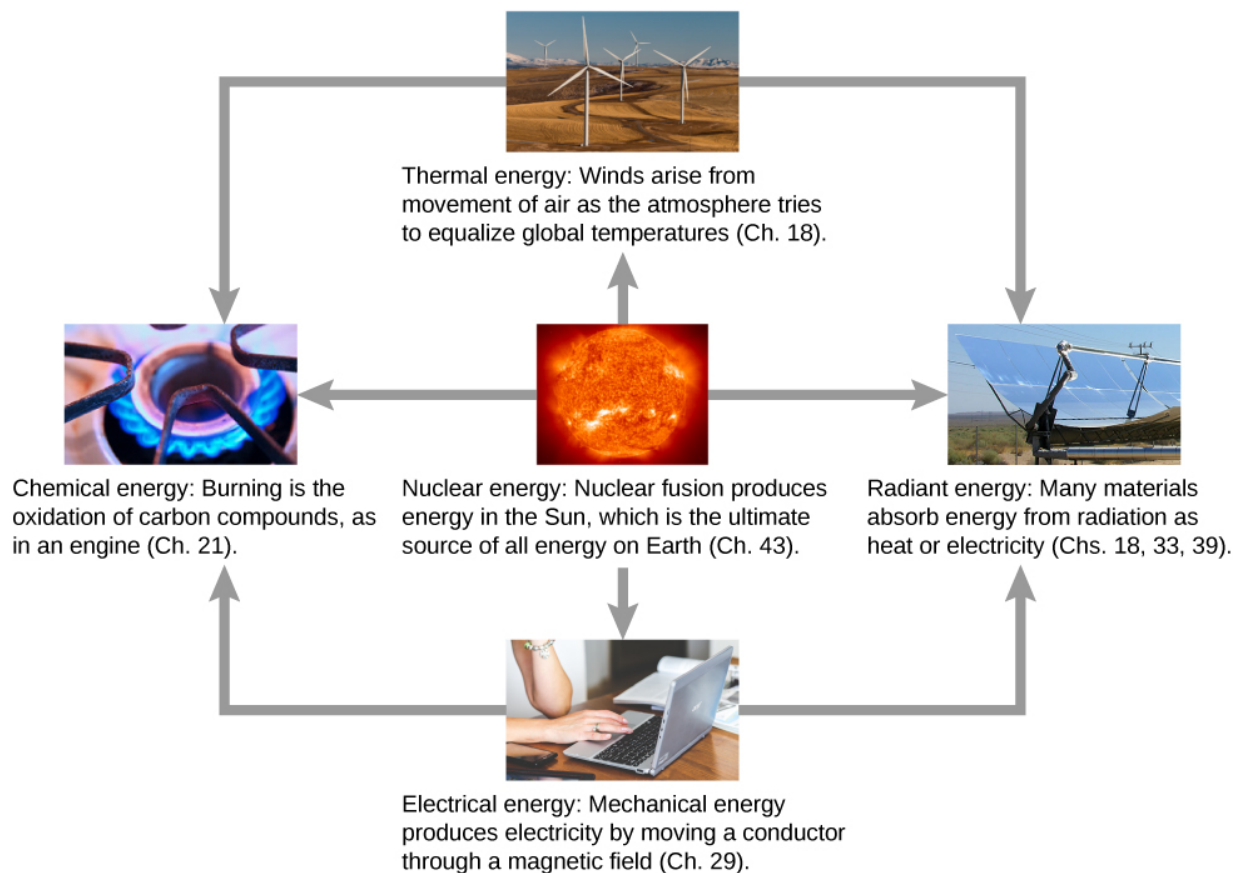 Thermal energy: Winds arise from
movement of air as the atmosphere tries
to equalize global temperatures (Ch. 18).
Chemical energy: Burning is the
oxidation of carbon compounds, as
in an engine (Ch. 21).
Nuclear energy: Nuclear fusion produces
energy in the Sun, which is the ultimate
source of all energy on Earth (Ch. 43).
Radiant energy: Many materials
absorb energy from radiation as
heat or electricity (Chs. 18, 33, 39).
Electrical energy: Mechanical energy
produces electricity by moving a conductor
through a magnetic field (Ch. 29).